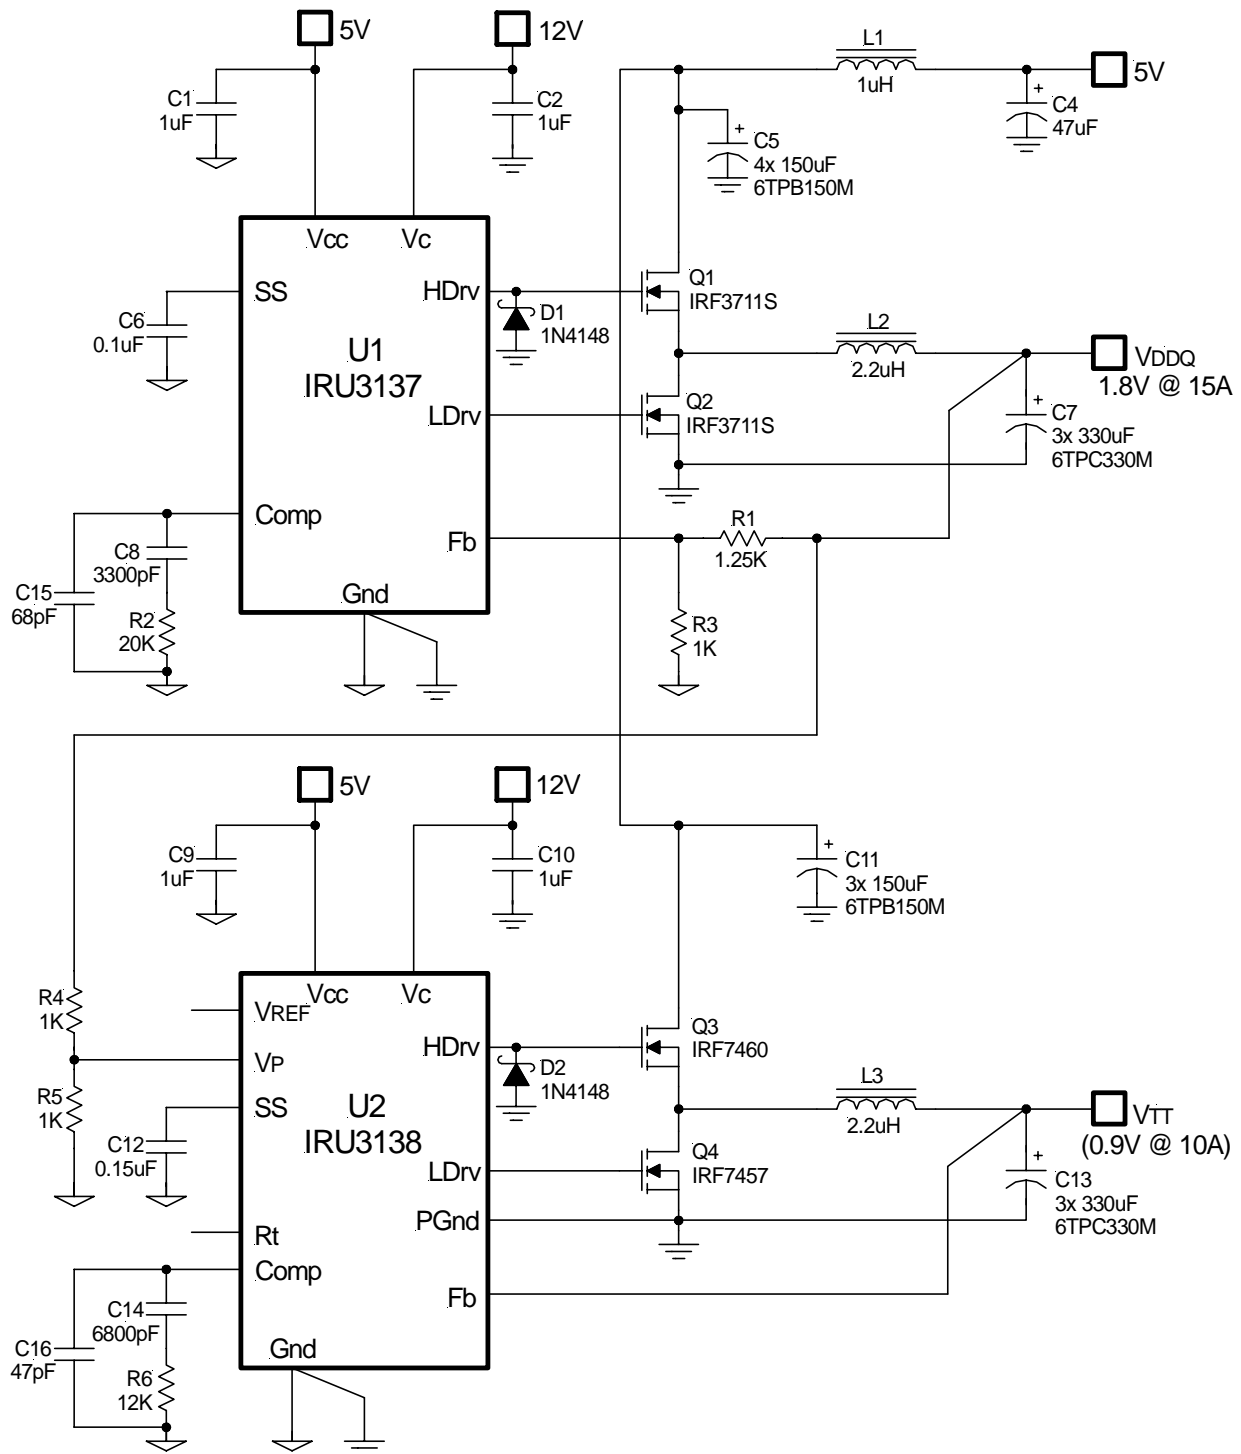 5V
12V
C1
1uF
C2
1uF
L1
1uH
5V
+
C4
47uF
+
C5
4x 150uF
6TPB150M
Vcc
Vc
SS
HDrv
C6
0.1uF
D1
1N4148
Q1
IRF3711S
U1
IRU3137
L2
2.2uH
VDDQ
1.8V @ 15A
LDrv
Q2
IRF3711S
+
C7
3x 330uF
6TPC330M
Comp
Fb
R1
1.25K
C8
3300pF
C15
68pF
R2
20K
Gnd
R3
1K
5V
12V
C9
1uF
C10
1uF
+
C11
3x 150uF
6TPB150M
R4
1K
Vcc
Vc
VREF
VP
HDrv
D2
1N4148
Q3
IRF7460
R5
1K
SS
U2
IRU3138
L3
2.2uH
VTT
(0.9V @ 10A)
C12
0.15uF
LDrv
Q4
IRF7457
+
C13
3x 330uF
6TPC330M
PGnd
Rt
Comp
Fb
C14
6800pF
C16
47pF
R6
12K
Gnd